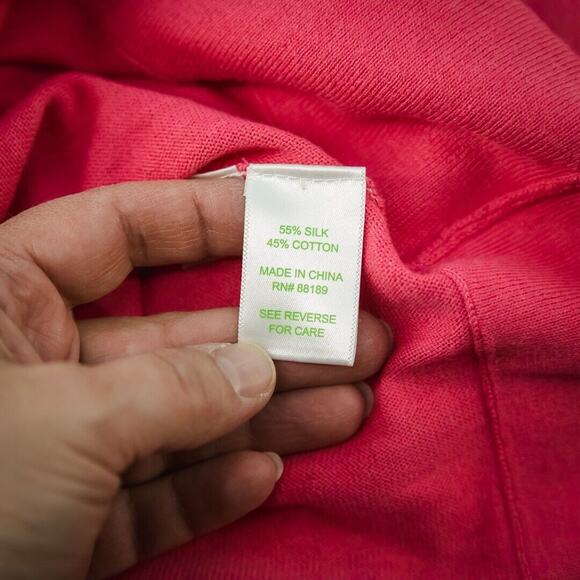 55% SILK
45% COTTON
MADE IN CHINA
RN# 88189
SEE REVERSE
FOR CARE